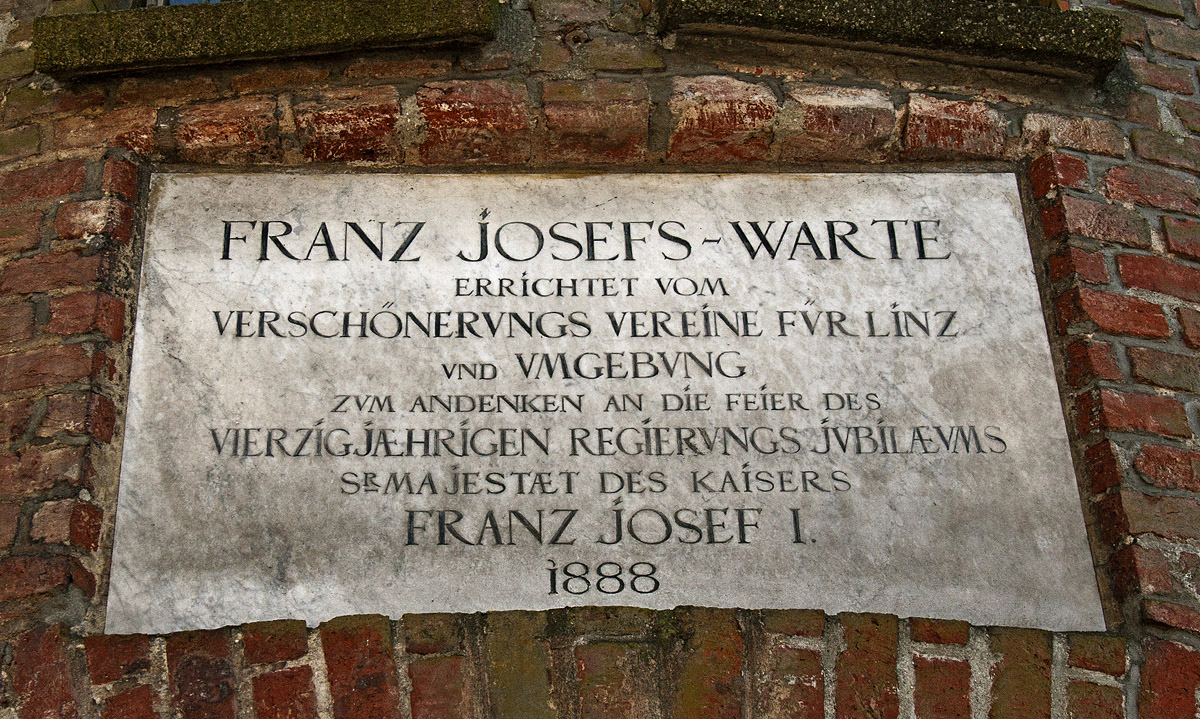 FRANZ JOSEFS-WARTE
ERRICHTET VOM
VERSCHÖNERVNGS VEREINE FÜR LINZ
VND VMGEBVNG
ZVM ANDENKEN AN DIE FEIER DES
VIERZIGJÆHRIGEN REGIERVNGS JVBILÆVMS
SR MAJESTÆT DES KAISERS
FRANZ JOSEF I.
1888